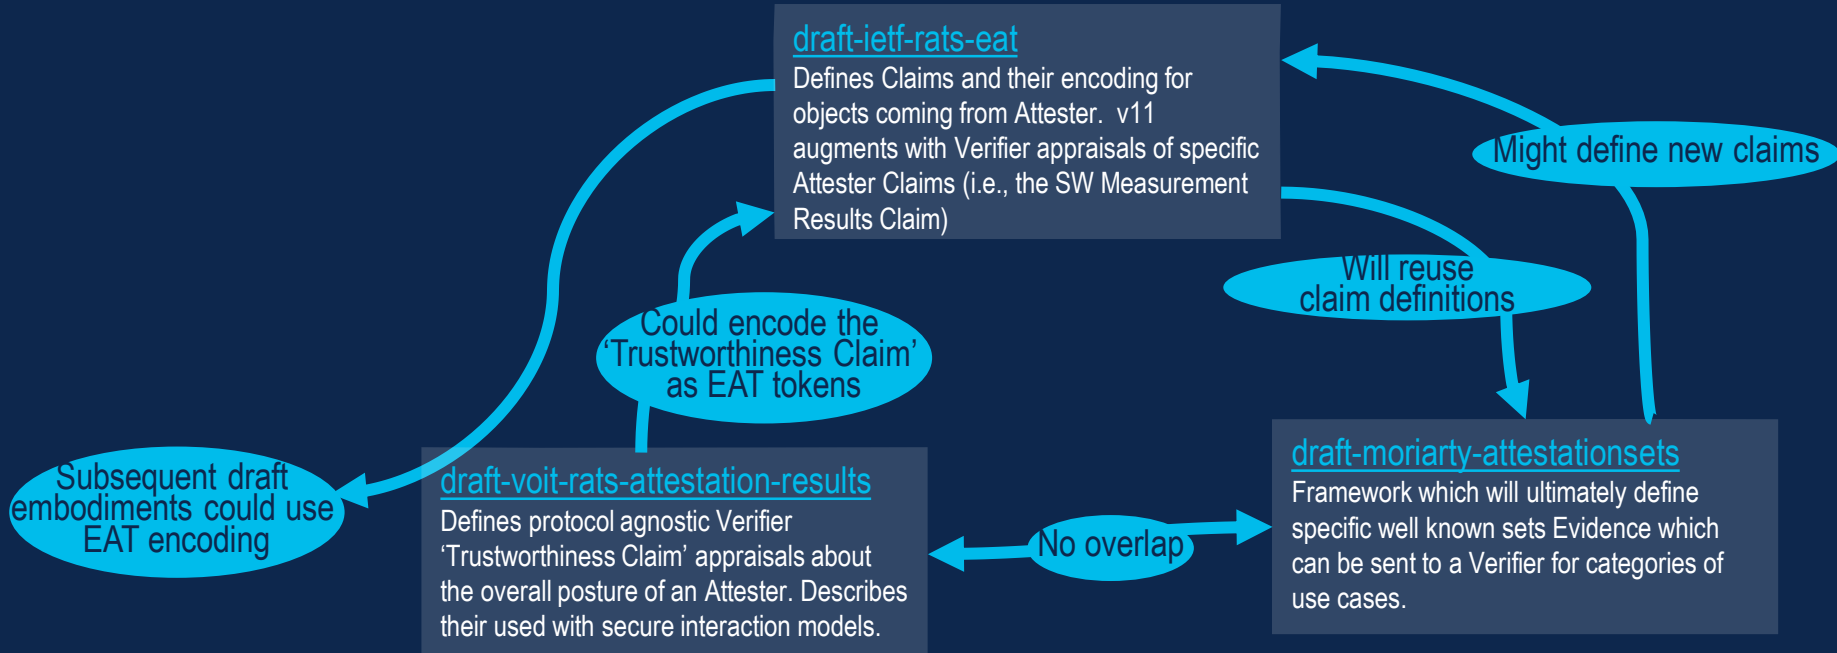 draft-ietf-rats-eat
Defines Claims and their encoding for
objects coming from Attester.  v11
augments with Verifier appraisals of specific
Attester Claims (i.e., the SW Measurement
Results Claim)
Might define new claims
Will reuse
claim definitions
Could encode the
‘Trustworthiness Claim’
as EAT tokens
Subsequent draft
embodiments could use
EAT encoding
draft-voit-rats-attestation-results
Defines protocol agnostic Verifier
‘Trustworthiness Claim’ appraisals about
the overall posture of an Attester. Describes
their used with secure interaction models.
No overlap
draft-moriarty-attestationsets
Framework which will ultimately define
specific well known sets Evidence which
can be sent to a Verifier for categories of
use cases.